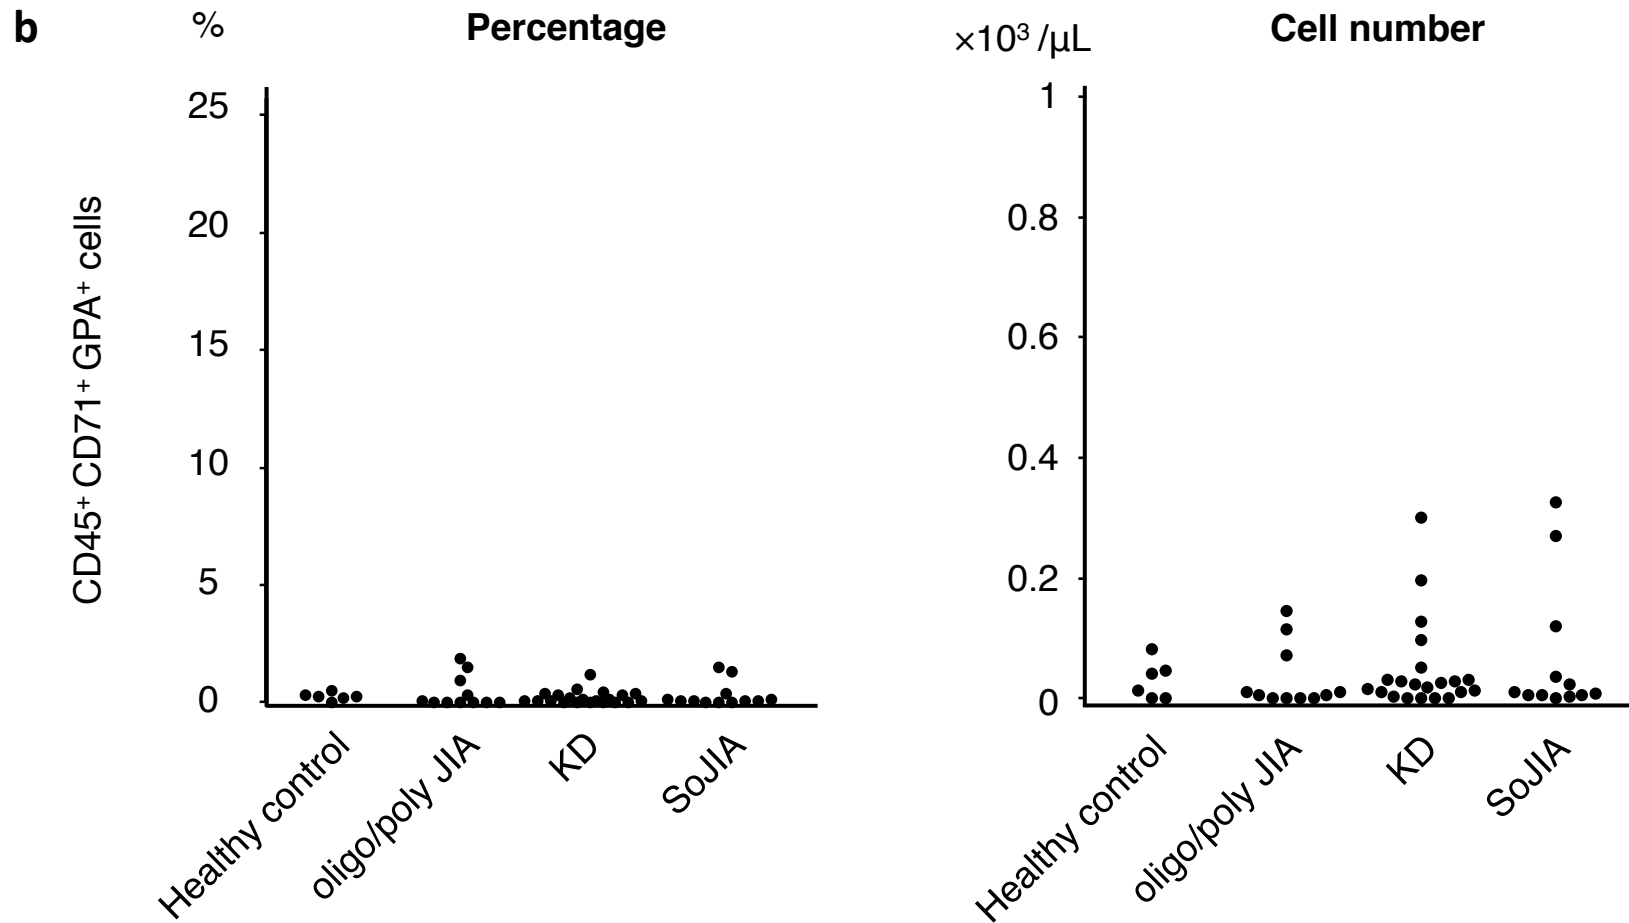 b
%
Percentage
25
20
15
10
5
0
CD45⁺ CD71⁺ GPA⁺ cells
Healthy control
oligo/poly JIA
KD
SoJIA
×10³ /μL
Cell number
1
0.8
0.6
0.4
0.2
0
Healthy control
oligo/poly JIA
KD
SoJIA